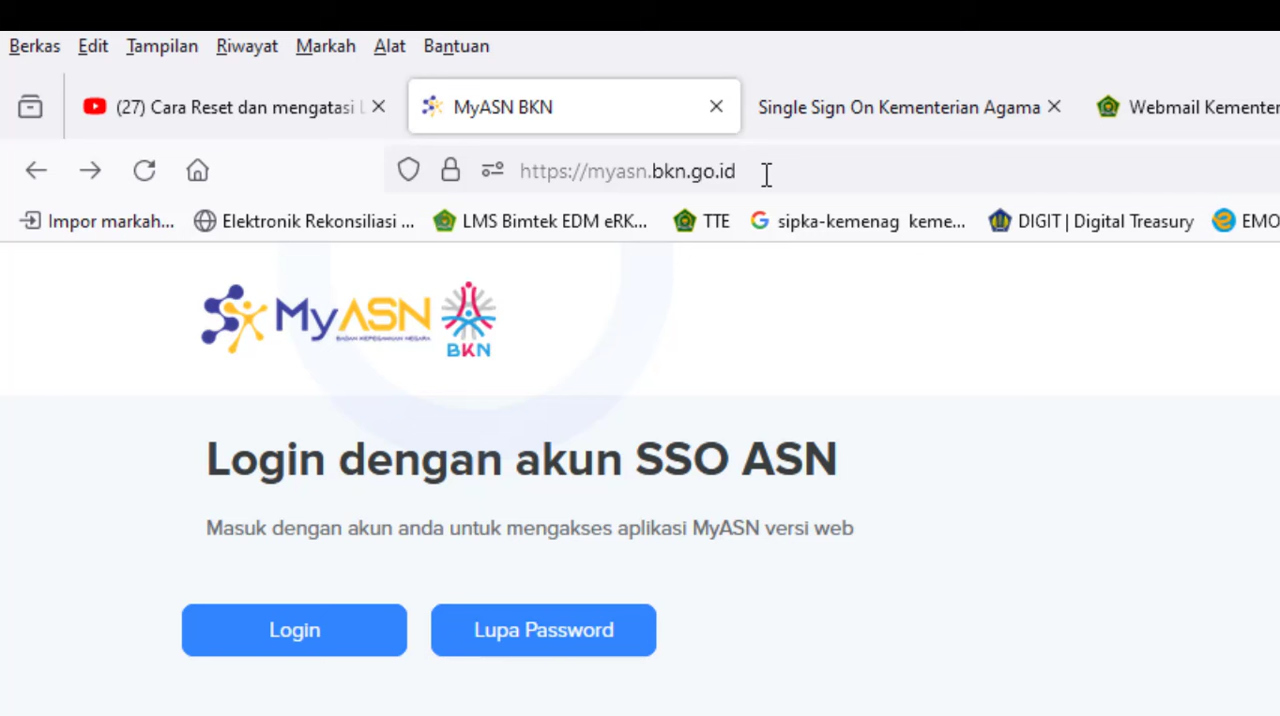 Berkas Edit Tampilan Riwayat Markah Alat Bantuan
(27) Cara Reset dan mengatasi MyASN BKN Single Sign On Kementerian Agama Webmail Kementer
https://myasn.bkn.go.id
Impor markah... Elektronik Rekonsiliasi ... LMS Bimtek EDM eRK... TTE sipka-kemenag keme... DIGIT | Digital Treasury EMO
MyASN
BADAN KEPEGAWAIAN NEGARA
BKN
Login dengan akun SSO ASN
Masuk dengan akun anda untuk mengakses aplikasi MyASN versi web
Login Lupa Password